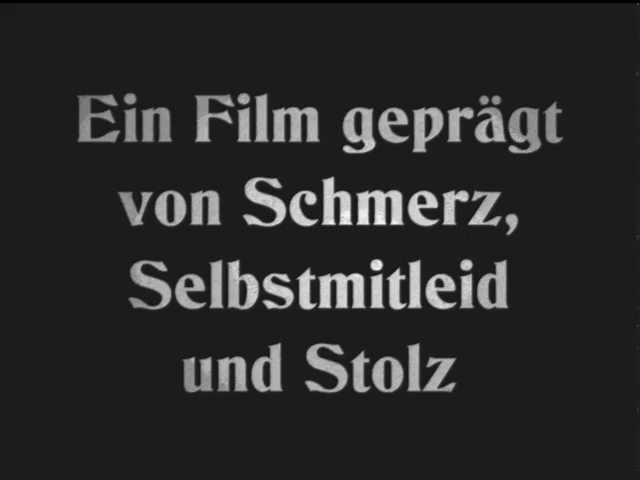 Ein Film geprägt
von Schmerz,
Selbstmitleid
und Stolz